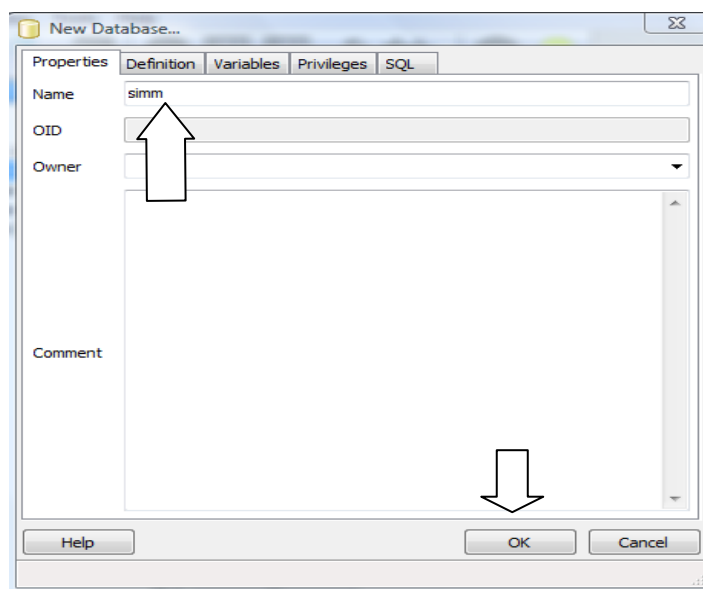 New Database...
Properties Definition Variables Privileges SQL
Name simm
OID
Owner
Comment
Help OK Cancel